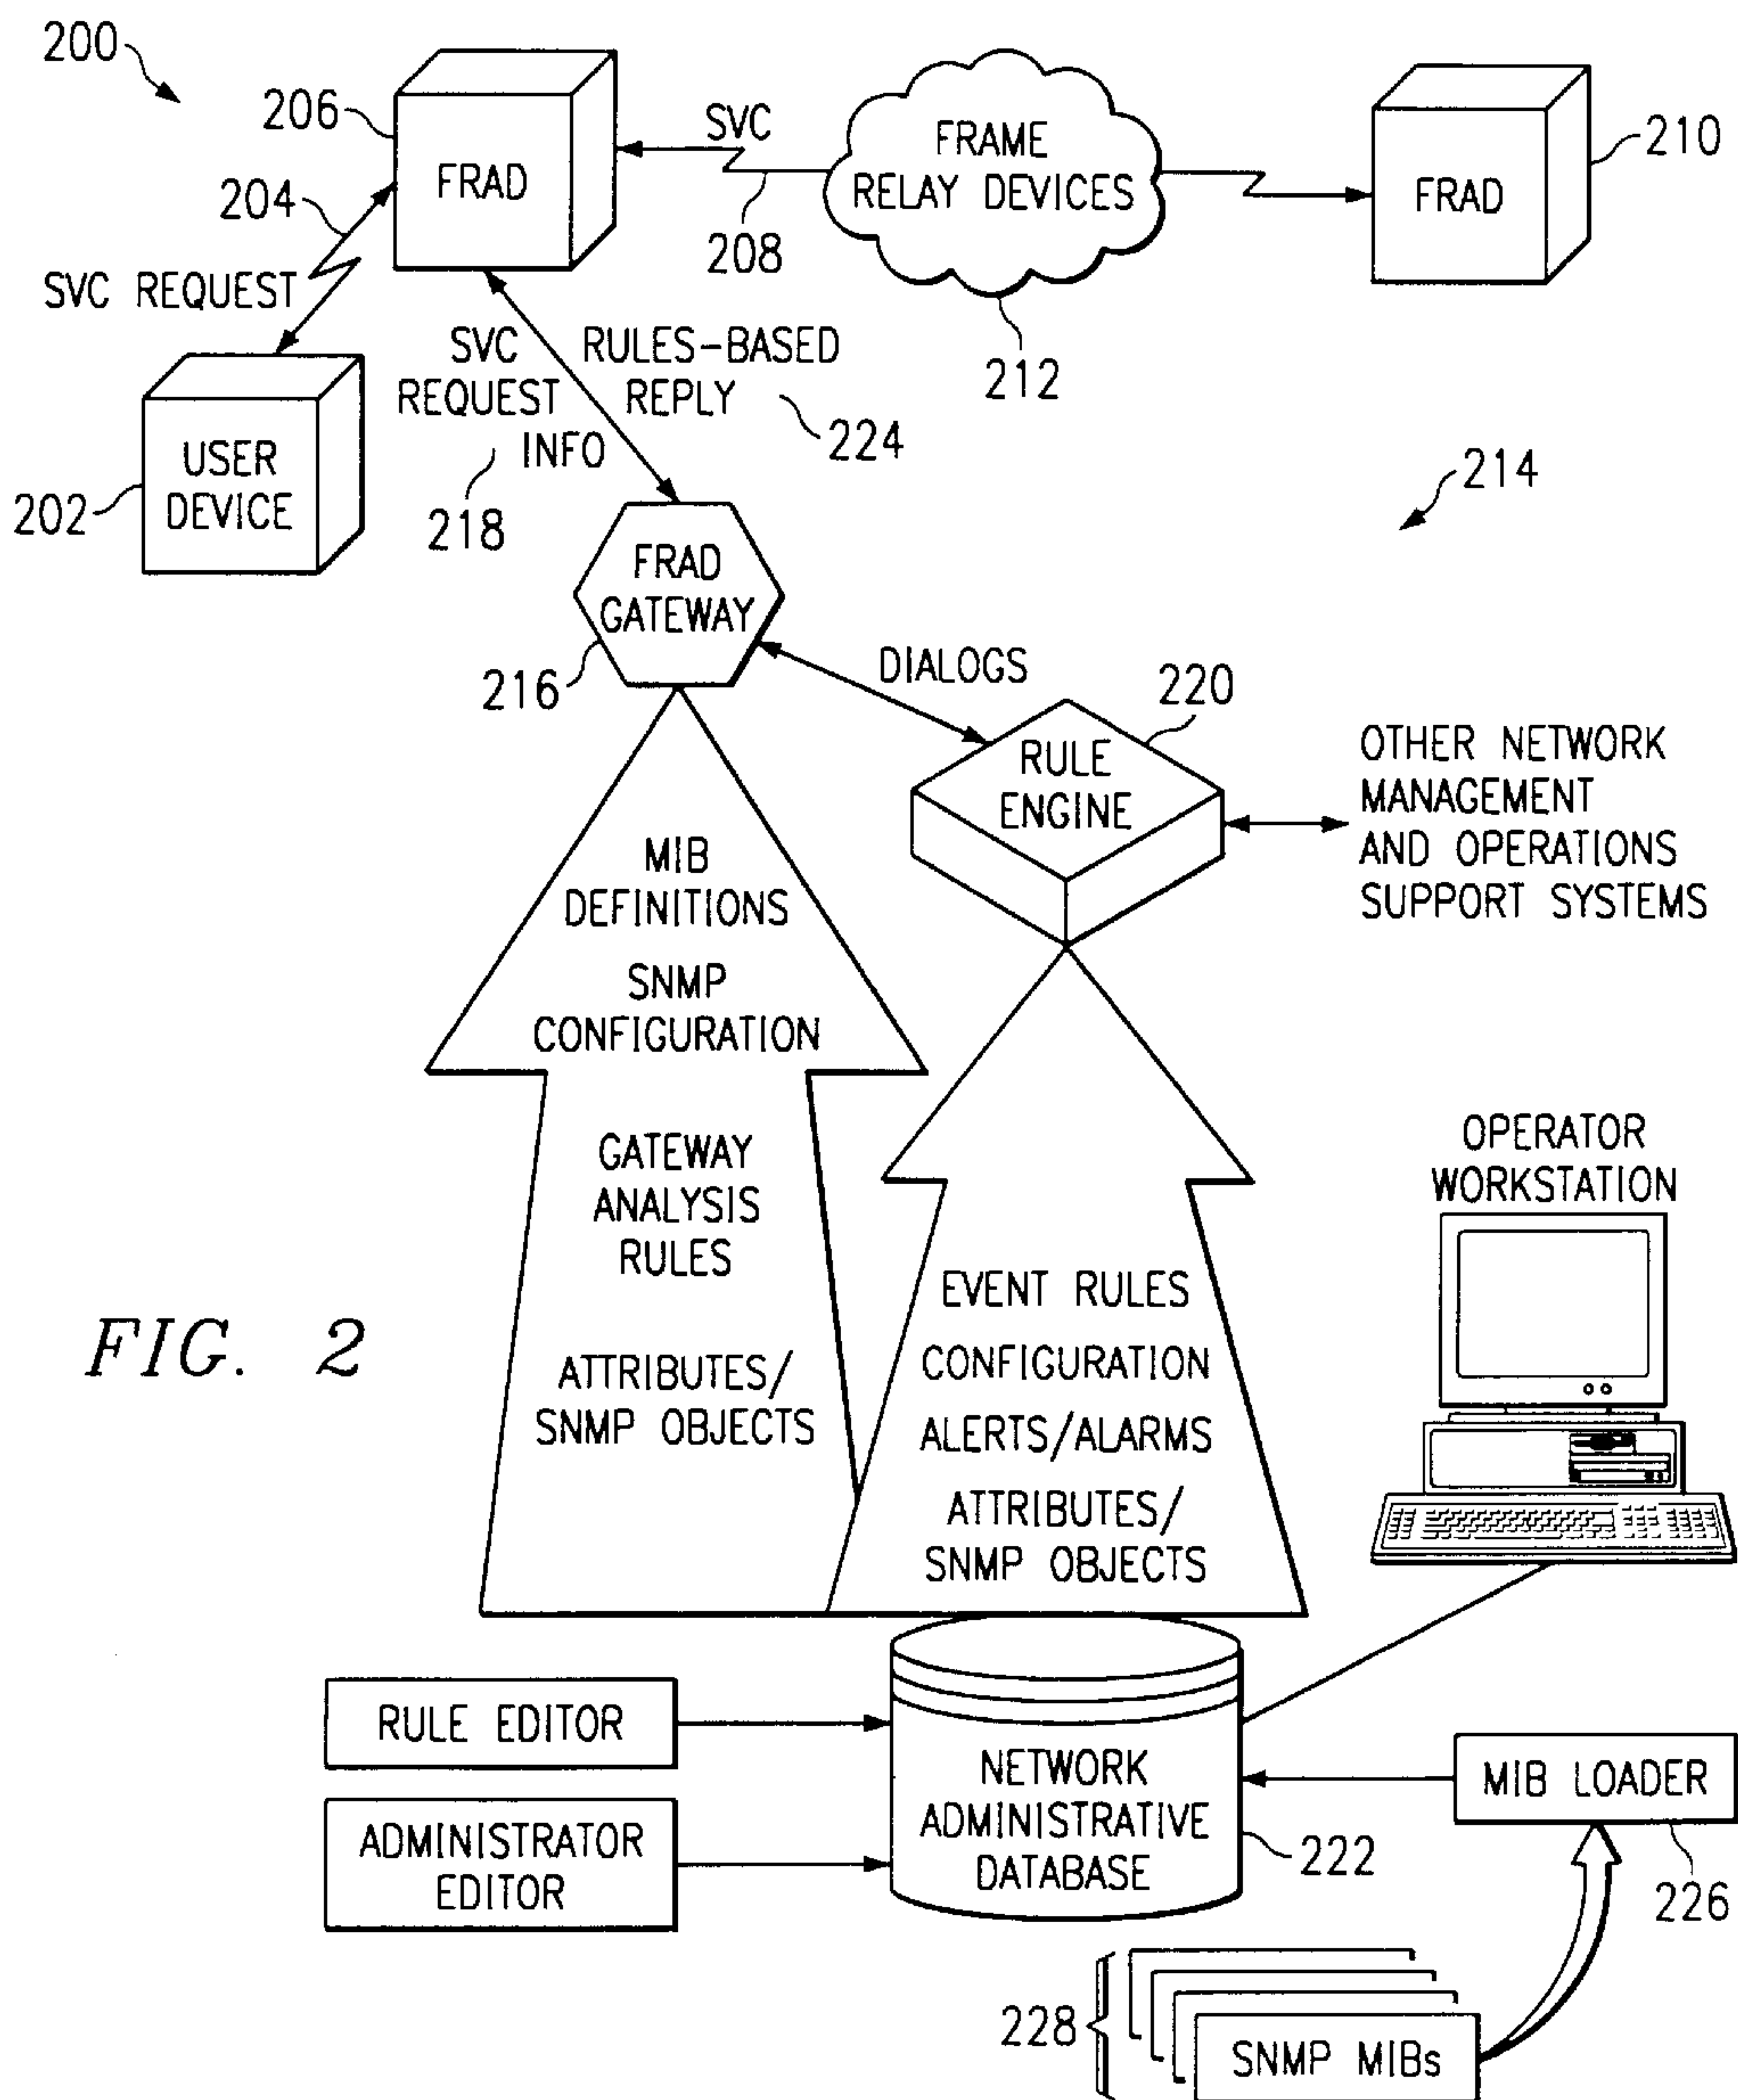 200
206
FRAD
SVC
208
FRAME
RELAY DEVICES
212
FRAD
210
204
SVC REQUEST
USER
DEVICE
202
SVC
REQUEST
INFO
218
RULES-BASED
REPLY
224
214
FRAD
GATEWAY
216
DIALOGS
220
RULE
ENGINE
OTHER NETWORK
MANAGEMENT
AND OPERATIONS
SUPPORT SYSTEMS
MIB
DEFINITIONS
SNMP
CONFIGURATION
GATEWAY
ANALYSIS
RULES
ATTRIBUTES/
SNMP OBJECTS
EVENT RULES
CONFIGURATION
ALERTS/ALARMS
ATTRIBUTES/
SNMP OBJECTS
OPERATOR
WORKSTATION
FIG. 2
RULE EDITOR
ADMINISTRATOR
EDITOR
NETWORK
ADMINISTRATIVE
DATABASE
222
MIB LOADER
226
228
SNMP MIBs